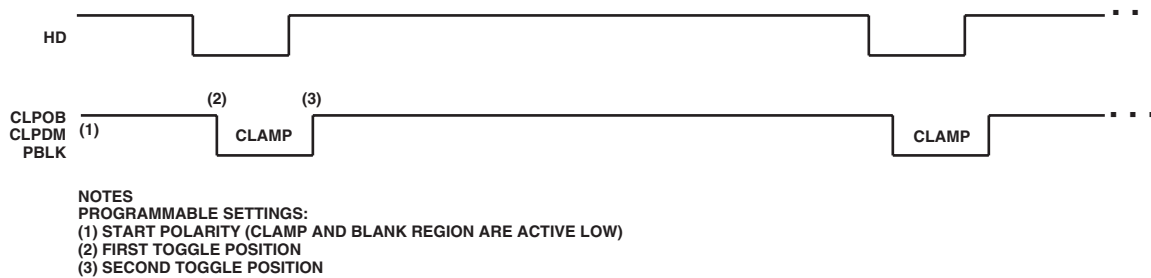 HD
(2) (3)
CLPOB
CLPDM (1) CLAMP CLAMP
PBLK
NOTES
PROGRAMMABLE SETTINGS:
(1) START POLARITY (CLAMP AND BLANK REGION ARE ACTIVE LOW)
(2) FIRST TOGGLE POSITION
(3) SECOND TOGGLE POSITION